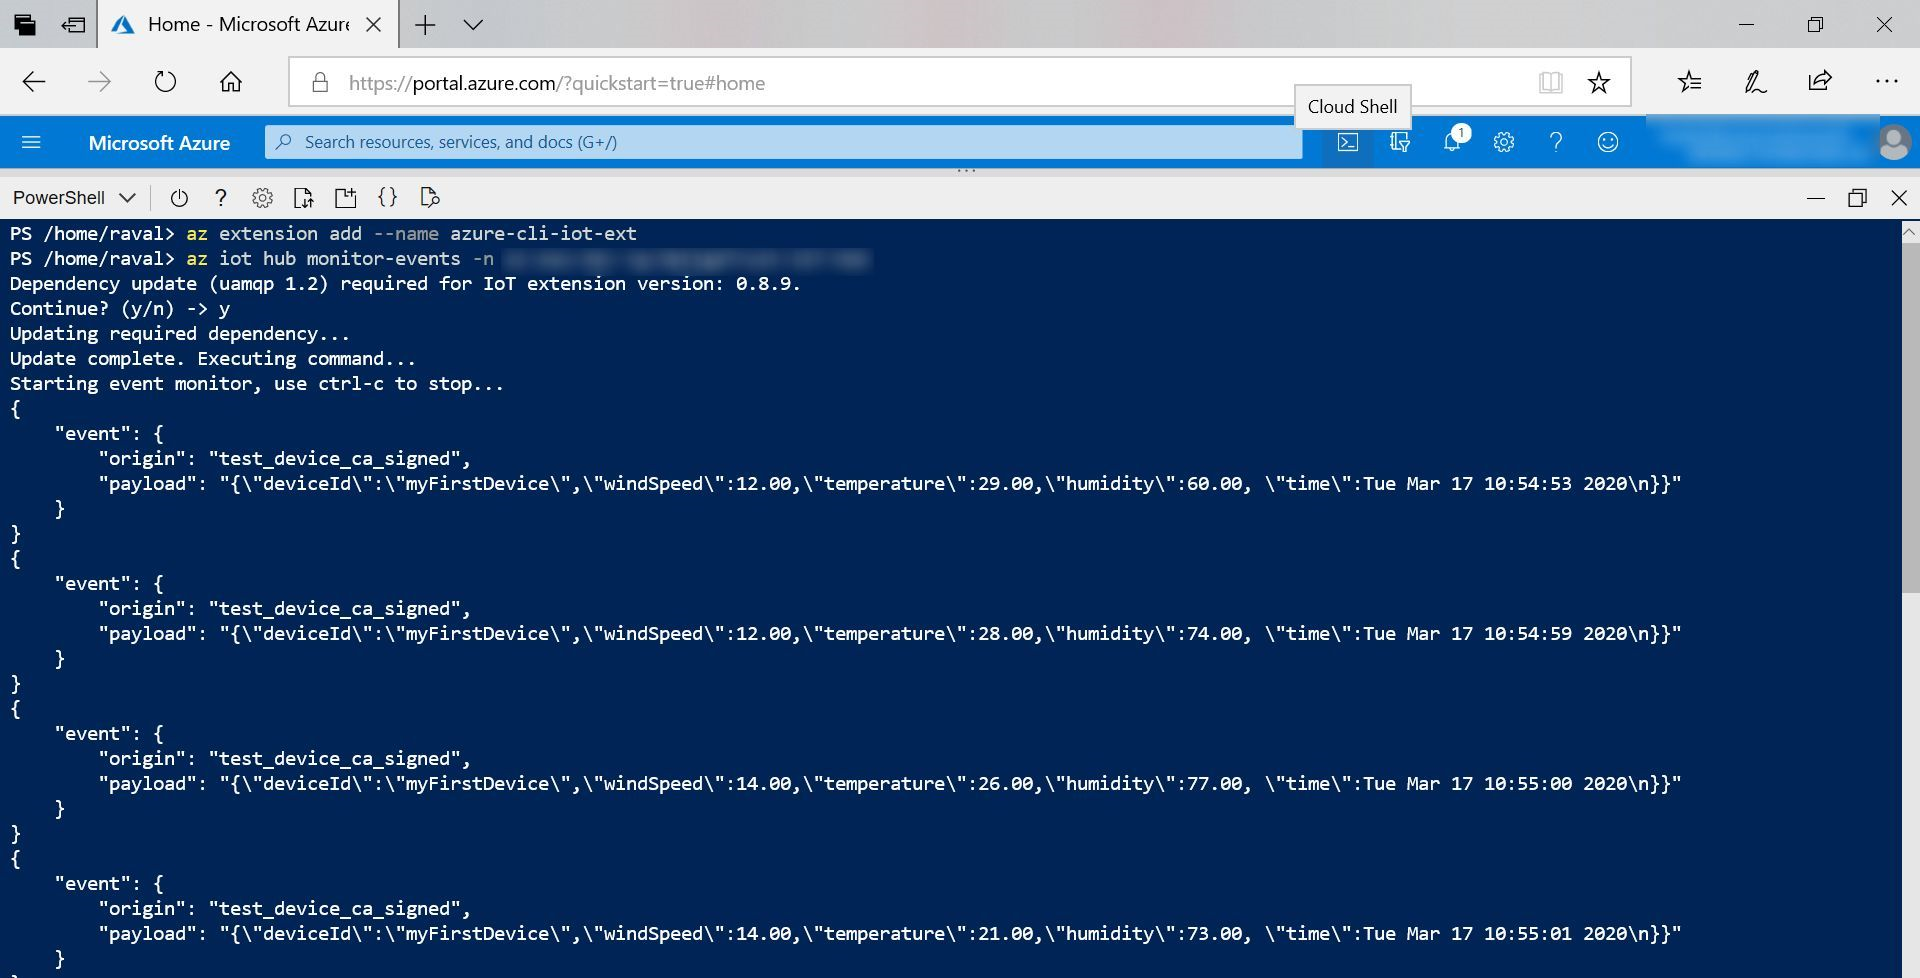 Home - Microsoft Azure
https://portal.azure.com/?quickstart=true#home
Cloud Shell
Microsoft Azure
Search resources, services, and docs (G+/)
1
PowerShell
PS /home/raval> az extension add --name azure-cli-iot-ext
PS /home/raval> az iot hub monitor-events -n
Dependency update (uamqp 1.2) required for IoT extension version: 0.8.9.
Continue? (y/n) -> y
Updating required dependency...
Update complete. Executing command...
Starting event monitor, use ctrl-c to stop...
{
    "event": {
        "origin": "test_device_ca_signed",
        "payload": "{\"deviceId\":\"myFirstDevice\",\"windSpeed\":12.00,\"temperature\":29.00,\"humidity\":60.00, \"time\":Tue Mar 17 10:54:53 2020\n}}"
    }
}
{
    "event": {
        "origin": "test_device_ca_signed",
        "payload": "{\"deviceId\":\"myFirstDevice\",\"windSpeed\":12.00,\"temperature\":28.00,\"humidity\":74.00, \"time\":Tue Mar 17 10:54:59 2020\n}}"
    }
}
{
    "event": {
        "origin": "test_device_ca_signed",
        "payload": "{\"deviceId\":\"myFirstDevice\",\"windSpeed\":14.00,\"temperature\":26.00,\"humidity\":77.00, \"time\":Tue Mar 17 10:55:00 2020\n}}"
    }
}
{
    "event": {
        "origin": "test_device_ca_signed",
        "payload": "{\"deviceId\":\"myFirstDevice\",\"windSpeed\":14.00,\"temperature\":21.00,\"humidity\":73.00, \"time\":Tue Mar 17 10:55:01 2020\n}}"
    }